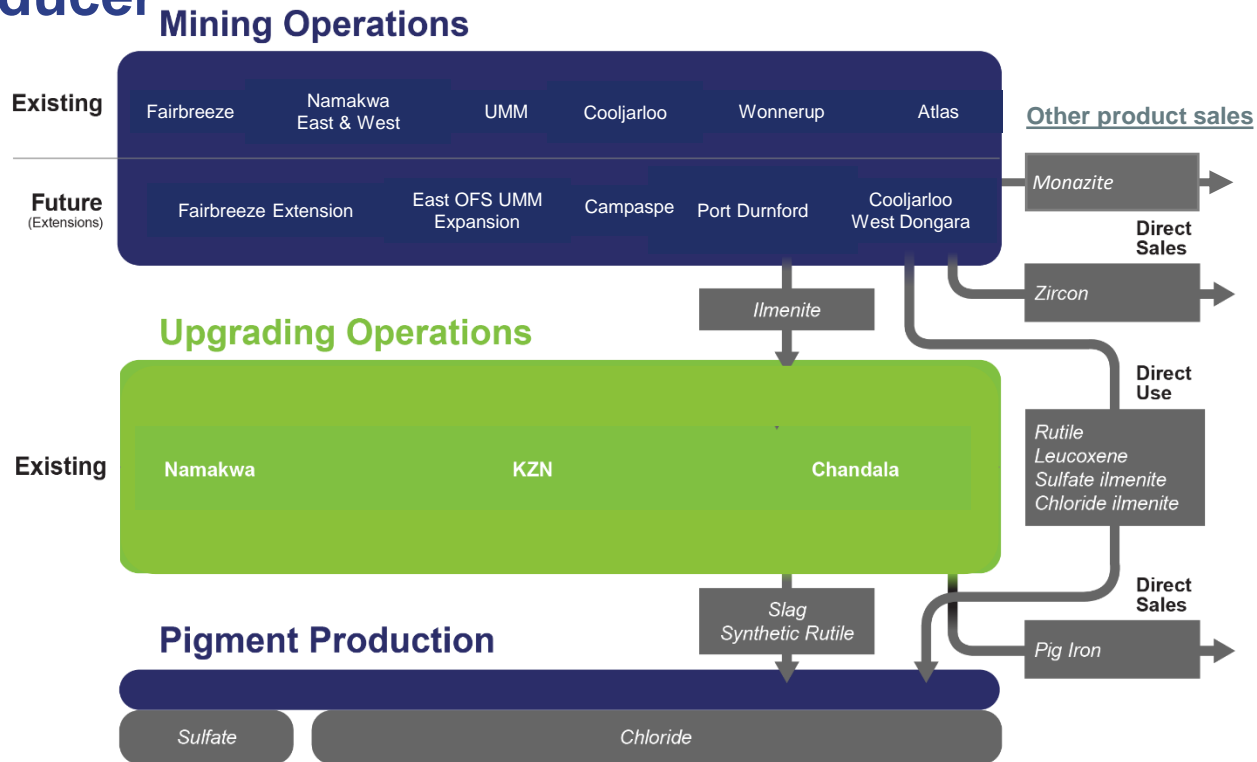 ducer
Mining Operations
Existing
Fairbreeze
Namakwa
East & West
UMM
Cooljarloo
Wonnerup
Atlas
Other product sales
Future
(Extensions)
Fairbreeze Extension
East OFS UMM
Expansion
Campaspe
Port Durnford
Cooljarloo
West Dongara
Monazite
Direct
Sales
Zircon
Ilmenite
Upgrading Operations
Direct
Use
Rutile
Leucoxene
Sulfate ilmenite
Chloride ilmenite
Existing
Namakwa
KZN
Chandala
Direct
Sales
Slag
Synthetic Rutile
Pig Iron
Pigment Production
Sulfate
Chloride